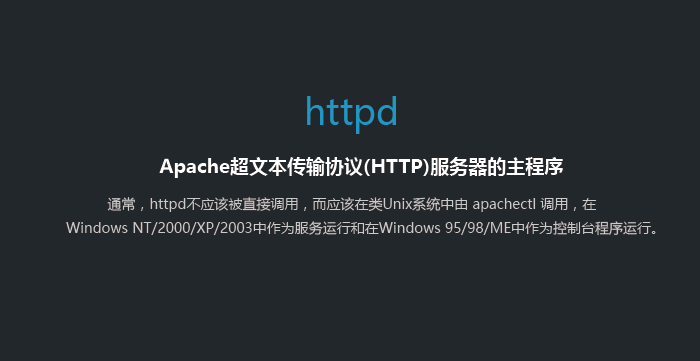 httpd
Apache超文本传输协议(HTTP)服务器的主程序
通常，httpd不应该被直接调用，而应该在类Unix系统中由 apachectl 调用，在
Windows NT/2000/XP/2003中作为服务运行和在Windows 95/98/ME中作为控制台程序运行。